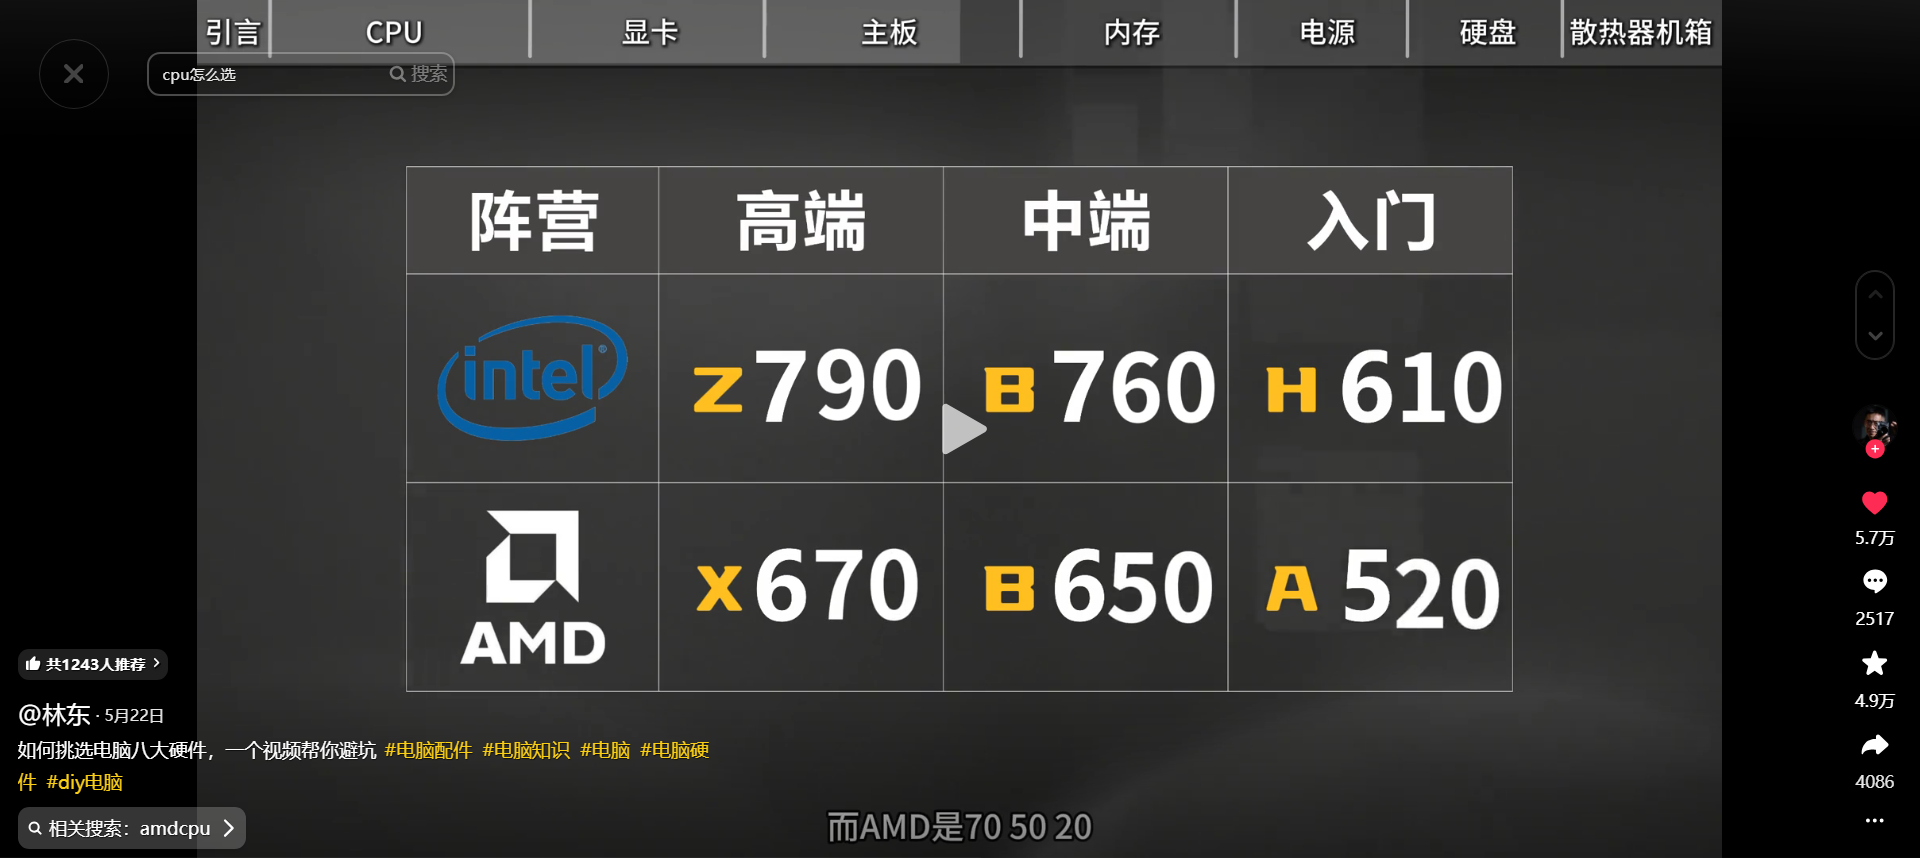 引言 CPU 显卡 主板 内存 电源 硬盘 散热器机箱
cpu怎么选 搜索
阵营 高端 中端 入门
intel Z790 B760 H610
AMD X670 B650 A520
共1243人推荐
@林东 · 5月22日
如何挑选电脑八大硬件，一个视频帮你避坑 #电脑配件 #电脑知识 #电脑 #电脑硬
件 #diy电脑
相关搜索：amdcpu
而AMD是70 50 20
5.7万
2517
4.9万
4086